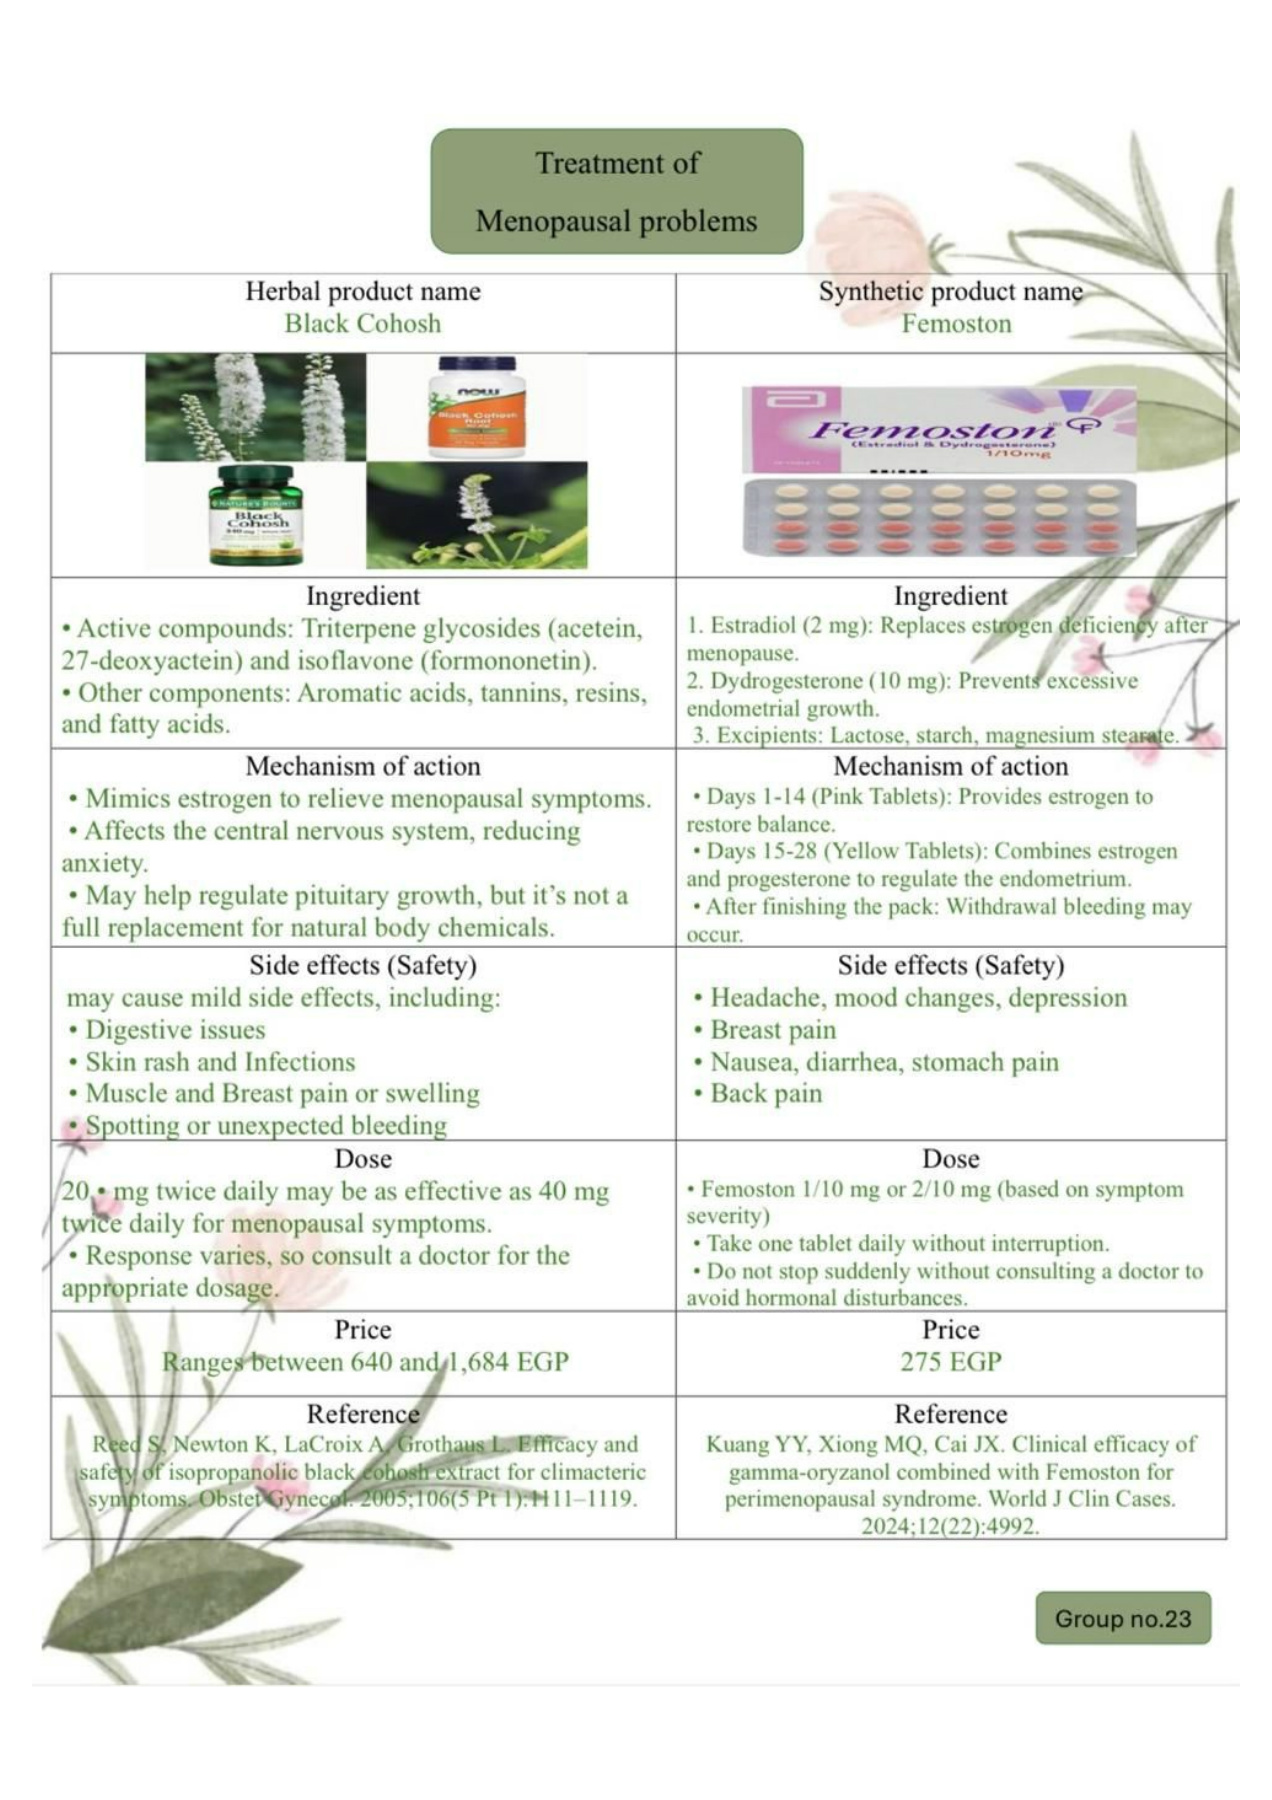 Treatment of
Menopausal problems
Herbal product name
Black Cohosh
Synthetic product name
Femoston
now
Black Cohosh
Root
NATURE'S BOUNTY
Black
Cohosh
Femoston
(Estradiol & Dydrogesterone)
1/10mg
Ingredient
• Active compounds: Triterpene glycosides (acetein,
27-deoxyactein) and isoflavone (formononetin).
• Other components: Aromatic acids, tannins, resins,
and fatty acids.
Ingredient
1. Estradiol (2 mg): Replaces estrogen deficiency after
menopause.
2. Dydrogesterone (10 mg): Prevents excessive
endometrial growth.
3. Excipients: Lactose, starch, magnesium stearate.
Mechanism of action
• Mimics estrogen to relieve menopausal symptoms.
• Affects the central nervous system, reducing
anxiety.
• May help regulate pituitary growth, but it’s not a
full replacement for natural body chemicals.
Mechanism of action
• Days 1-14 (Pink Tablets): Provides estrogen to
restore balance.
• Days 15-28 (Yellow Tablets): Combines estrogen
and progesterone to regulate the endometrium.
• After finishing the pack: Withdrawal bleeding may
occur.
Side effects (Safety)
may cause mild side effects, including:
• Digestive issues
• Skin rash and Infections
• Muscle and Breast pain or swelling
• Spotting or unexpected bleeding
Side effects (Safety)
• Headache, mood changes, depression
• Breast pain
• Nausea, diarrhea, stomach pain
• Back pain
Dose
20 • mg twice daily may be as effective as 40 mg
twice daily for menopausal symptoms.
• Response varies, so consult a doctor for the
appropriate dosage.
Dose
• Femoston 1/10 mg or 2/10 mg (based on symptom
severity)
• Take one tablet daily without interruption.
• Do not stop suddenly without consulting a doctor to
avoid hormonal disturbances.
Price
Ranges between 640 and 1,684 EGP
Price
275 EGP
Reference
Reed S, Newton K, LaCroix A, Grothaus L. Efficacy and
safety of isopropanolic black cohosh extract for climacteric
symptoms. Obstet Gynecol. 2005;106(5 Pt 1):1111–1119.
Reference
Kuang YY, Xiong MQ, Cai JX. Clinical efficacy of
gamma-oryzanol combined with Femoston for
perimenopausal syndrome. World J Clin Cases.
2024;12(22):4992.
Group no.23